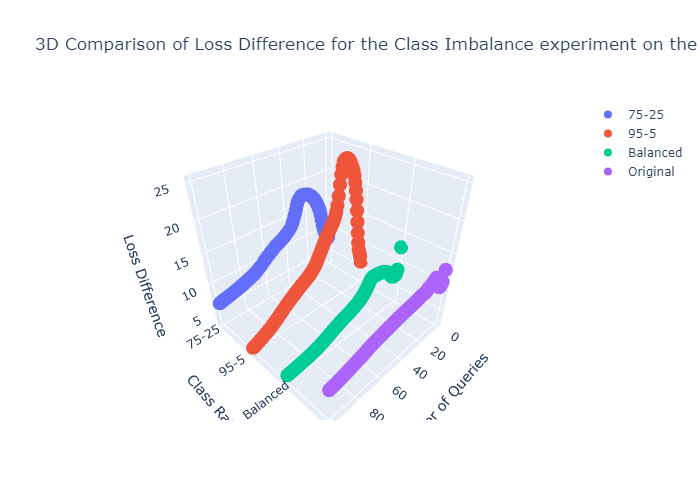 3D Comparison of Loss Difference for the Class Imbalance experiment on the
75-25
95-5
Balanced
Original
25
20
15
10
5
Loss Difference
75-25
95-5
Balanced
Class Ra
0
20
40
60
80
er of Queries